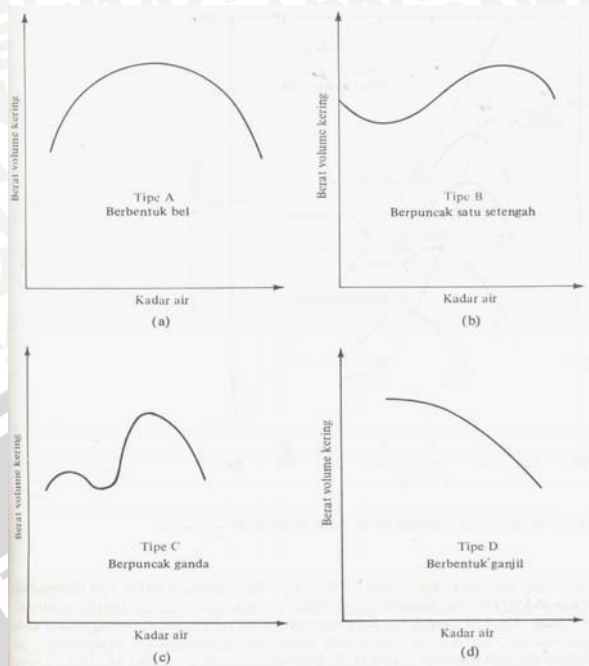 Berat volume kering
Tipe A
Berbentuk bel
Kadar air
(a)
Berat volume kering
Tipe B
Berpuncak satu setengah
Kadar air
(b)
Berat volume kering
Tipe C
Berpuncak ganda
Kadar air
(c)
Berat volume kering
Tipe D
Berbentuk ganjil
Kadar air
(d)